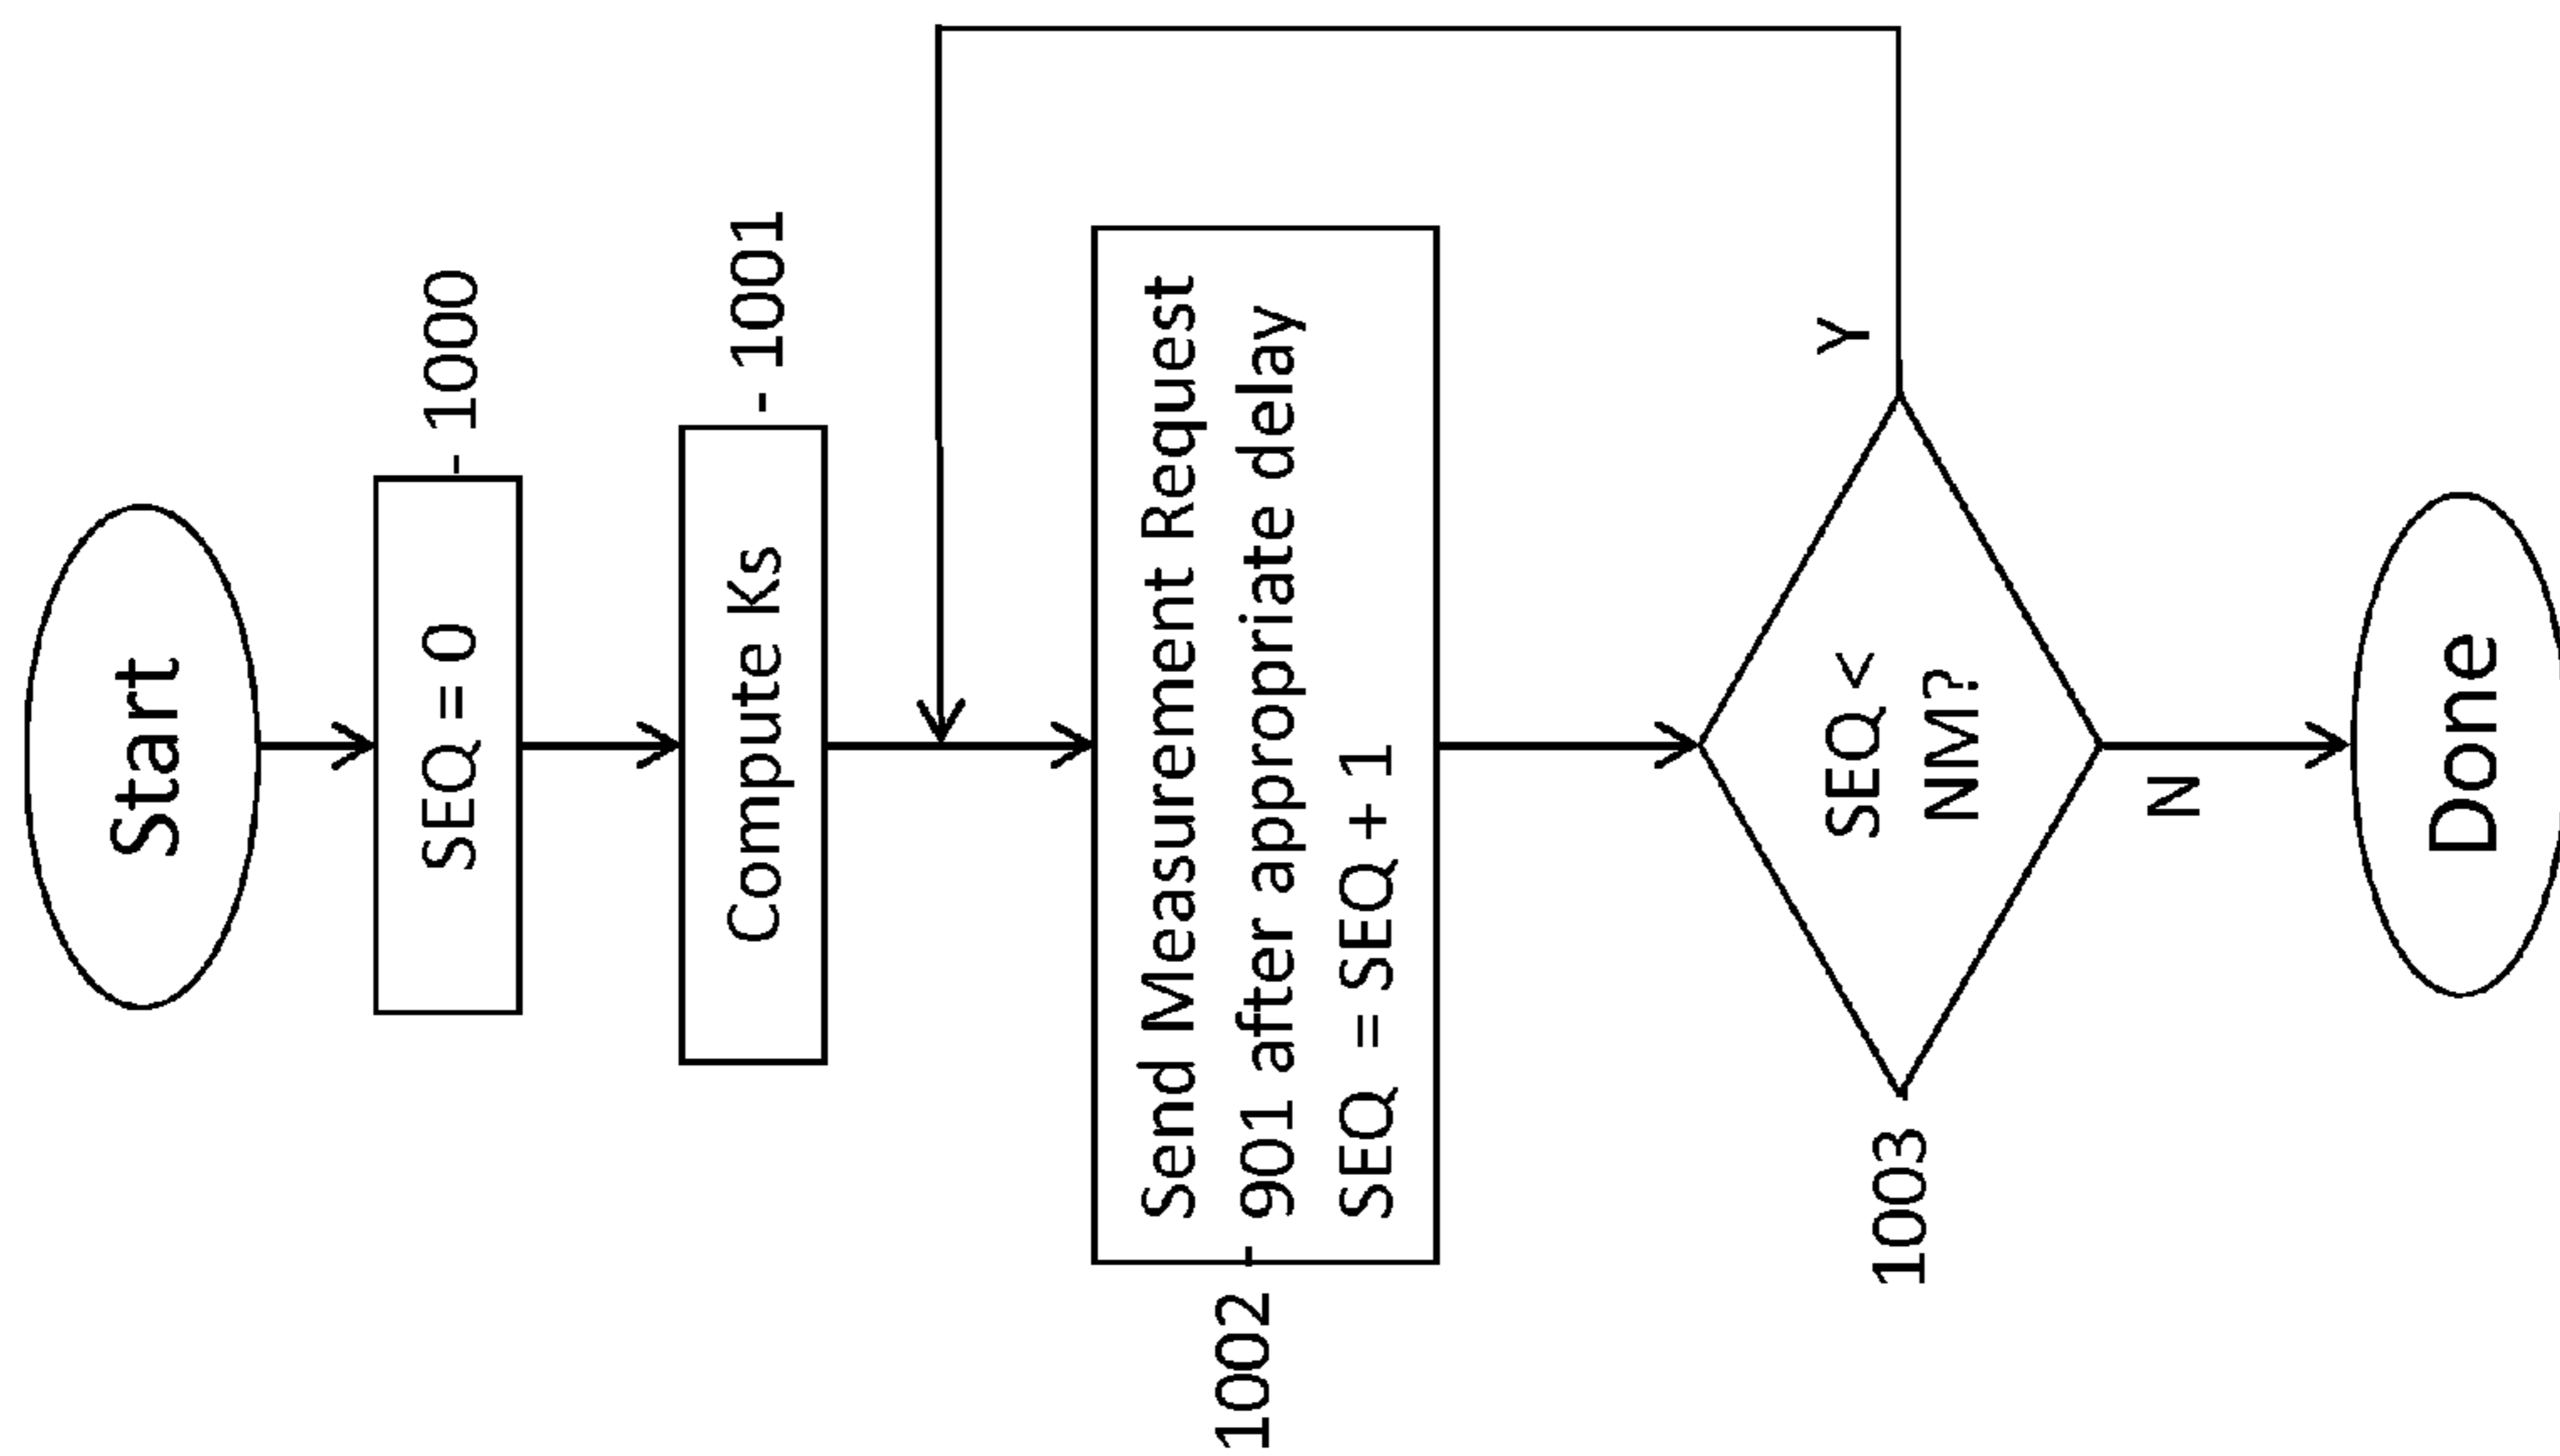 Start
SEQ = 0
- 1000
Compute Ks
- 1001
Send Measurement Request
1002 - 901 after appropriate delay
SEQ = SEQ + 1
SEQ <
NM?
Y
1003 -
N
Done